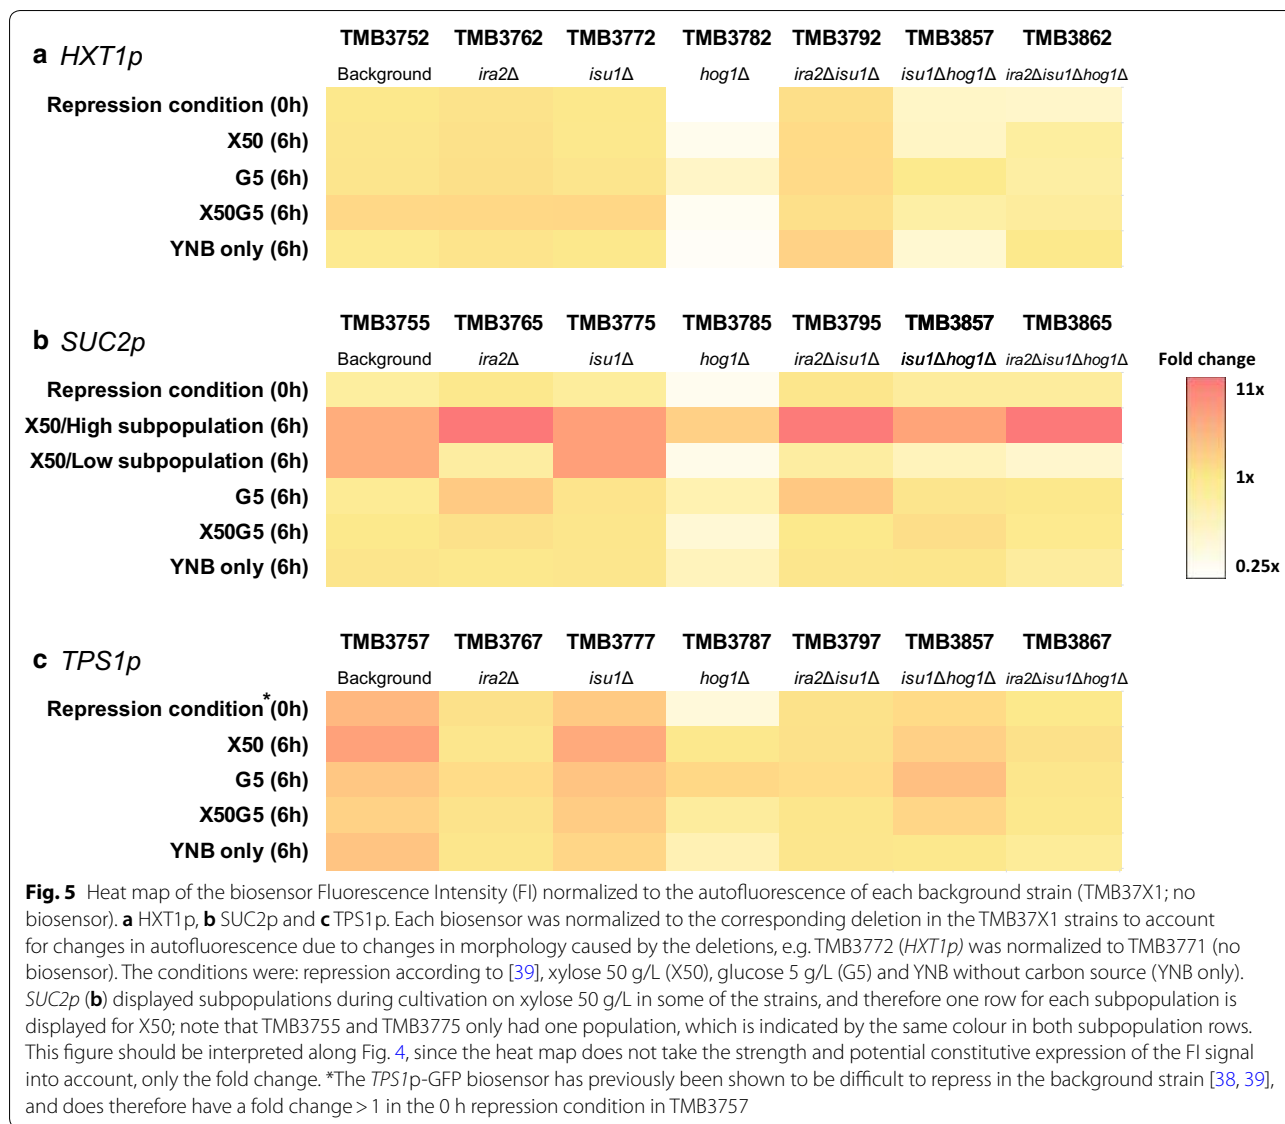 a HXT1p
TMB3752 TMB3762 TMB3772 TMB3782 TMB3792 TMB3857 TMB3862
Background ira2Δ isu1Δ hog1Δ ira2Δisu1Δ isu1Δhog1Δ ira2Δisu1Δhog1Δ
Repression condition (0h)
X50 (6h)
G5 (6h)
X50G5 (6h)
YNB only (6h)
b SUC2p
TMB3755 TMB3765 TMB3775 TMB3785 TMB3795 TMB3857 TMB3865
Background ira2Δ isu1Δ hog1Δ ira2Δisu1Δ isu1Δhog1Δ ira2Δisu1Δhog1Δ
Repression condition (0h)
X50/High subpopulation (6h)
X50/Low subpopulation (6h)
G5 (6h)
X50G5 (6h)
YNB only (6h)
Fold change
11x
1x
0.25x
c TPS1p
TMB3757 TMB3767 TMB3777 TMB3787 TMB3797 TMB3857 TMB3867
Background ira2Δ isu1Δ hog1Δ ira2Δisu1Δ isu1Δhog1Δ ira2Δisu1Δhog1Δ
Repression condition*(0h)
X50 (6h)
G5 (6h)
X50G5 (6h)
YNB only (6h)
Fig. 5 Heat map of the biosensor Fluorescence Intensity (FI) normalized to the autofluorescence of each background strain (TMB37X1; no
biosensor). a HXT1p, b SUC2p and c TPS1p. Each biosensor was normalized to the corresponding deletion in the TMB37X1 strains to account
for changes in autofluorescence due to changes in morphology caused by the deletions, e.g. TMB3772 (HXT1p) was normalized to TMB3771 (no
biosensor). The conditions were: repression according to [39], xylose 50 g/L (X50), glucose 5 g/L (G5) and YNB without carbon source (YNB only).
SUC2p (b) displayed subpopulations during cultivation on xylose 50 g/L in some of the strains, and therefore one row for each subpopulation is
displayed for X50; note that TMB3755 and TMB3775 only had one population, which is indicated by the same colour in both subpopulation rows.
This figure should be interpreted along Fig. 4, since the heat map does not take the strength and potential constitutive expression of the FI signal
into account, only the fold change. *The TPS1p-GFP biosensor has previously been shown to be difficult to repress in the background strain [38, 39],
and does therefore have a fold change > 1 in the 0 h repression condition in TMB3757